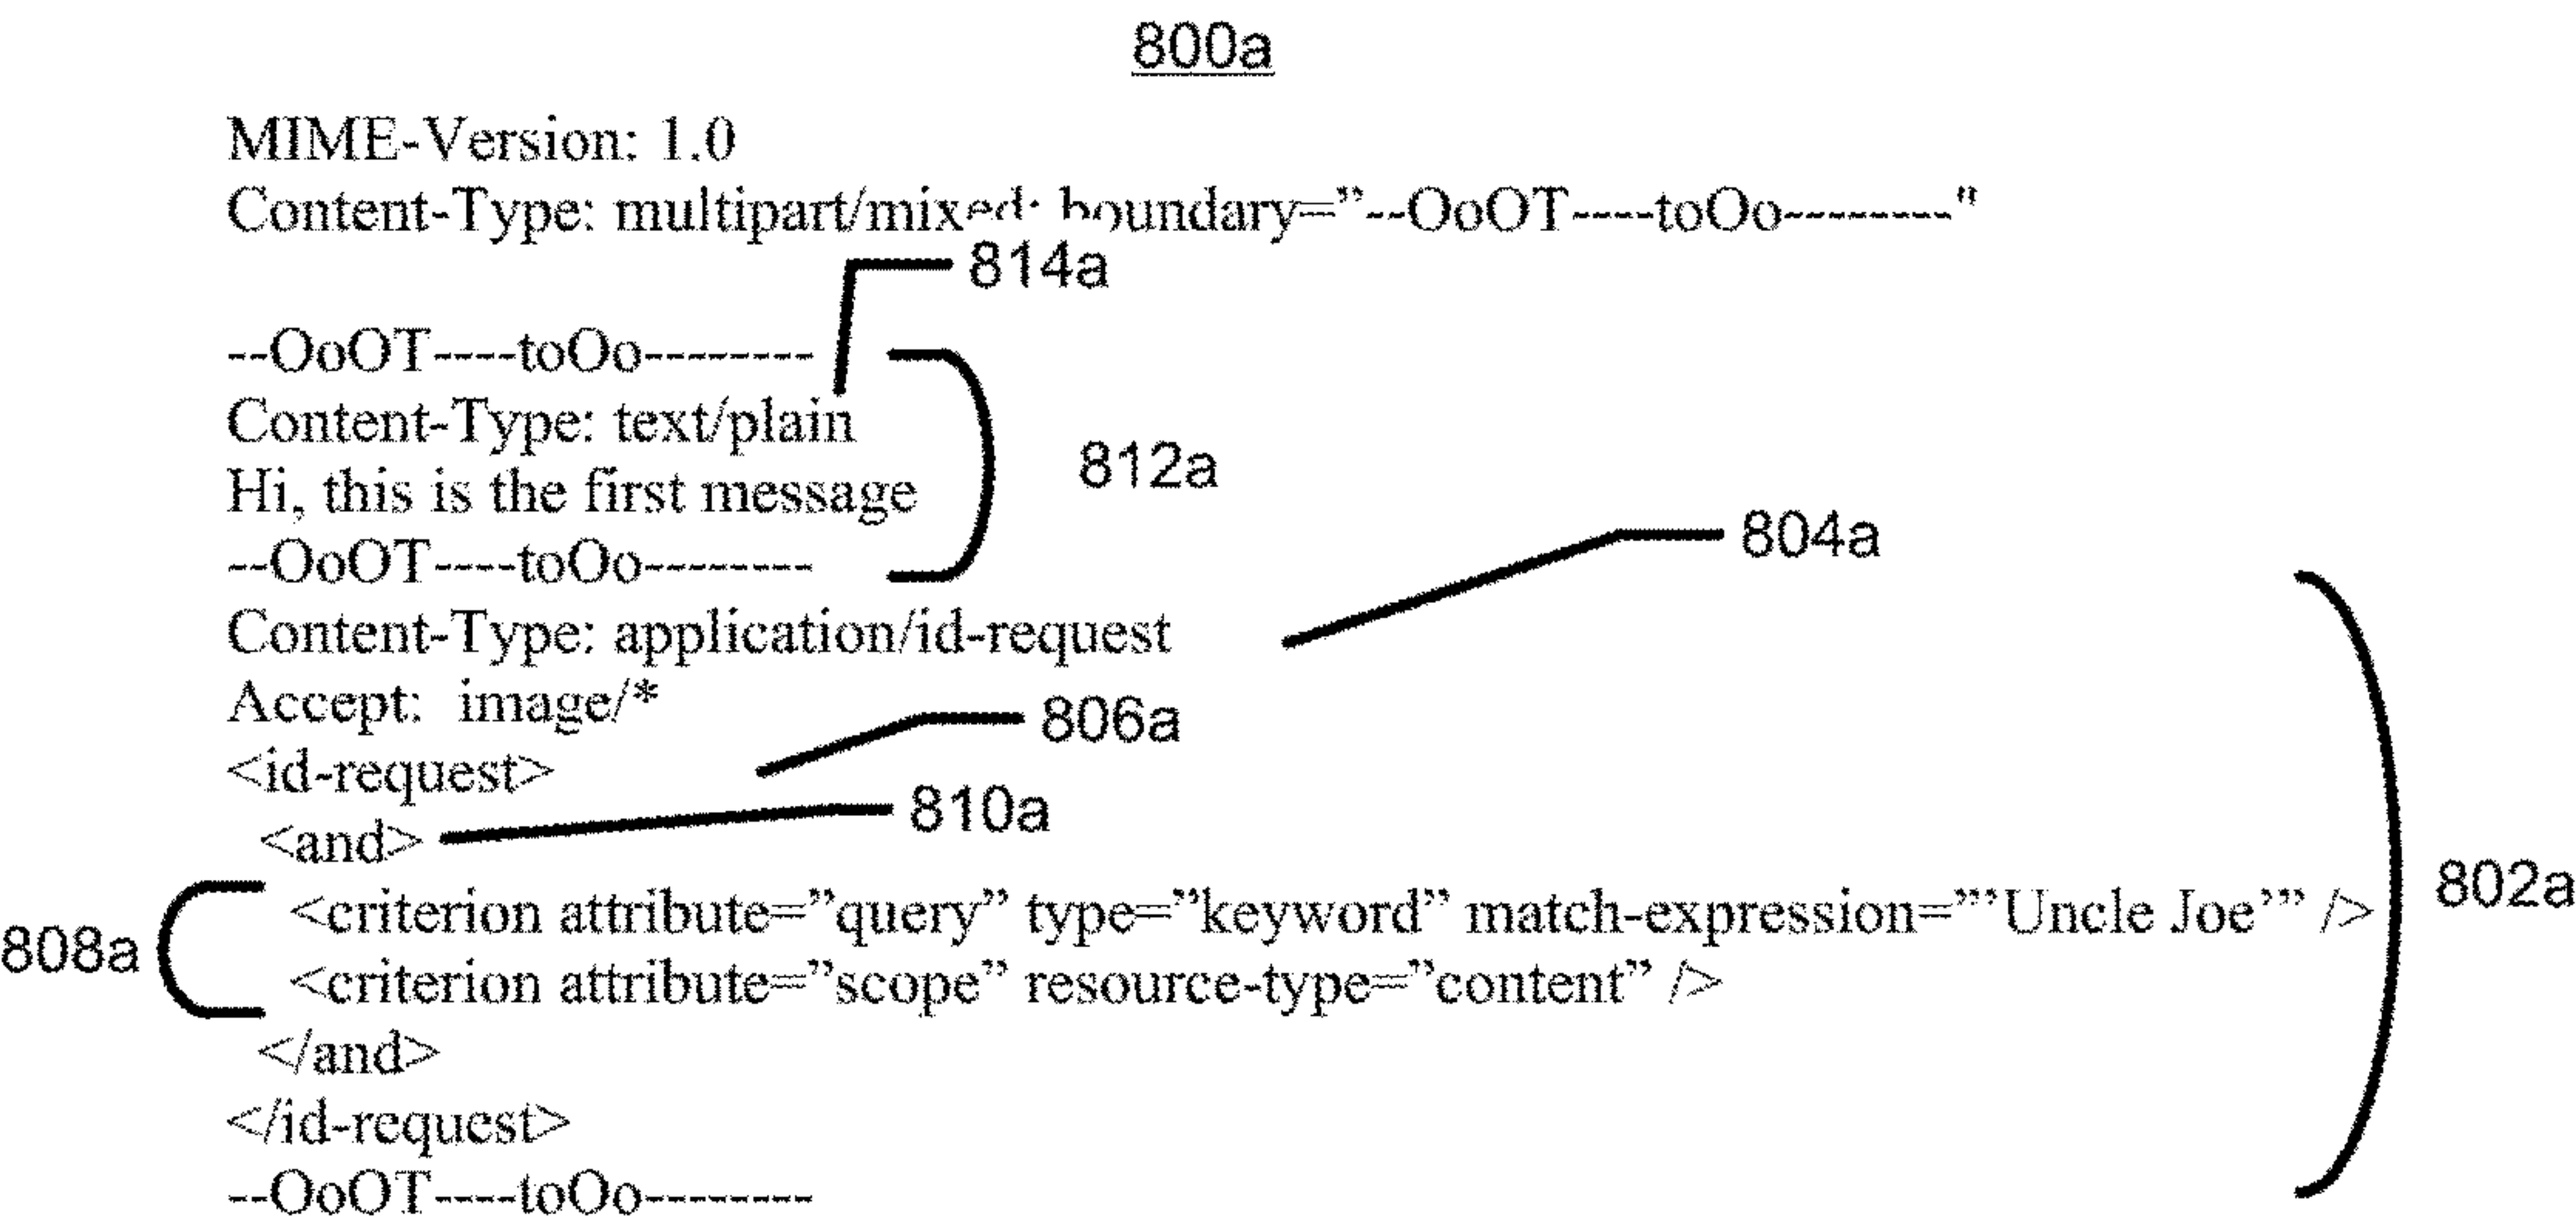 800a
MIME-Version: 1.0
Content-Type: multipart/mixed; boundary=”--OoOT----toOo--------"
814a
--OoOT----toOo--------
Content-Type: text/plain
812a
Hi, this is the first message
804a
--OoOT----toOo--------
Content-Type: application/id-request
Accept:  image/*
806a
<id-request>
810a
<and>
808a
<criterion attribute=”query” type=”keyword” match-expression=”’Uncle Joe’” />
802a
<criterion attribute=”scope” resource-type=”content” />
</and>
</id-request>
--OoOT----toOo--------